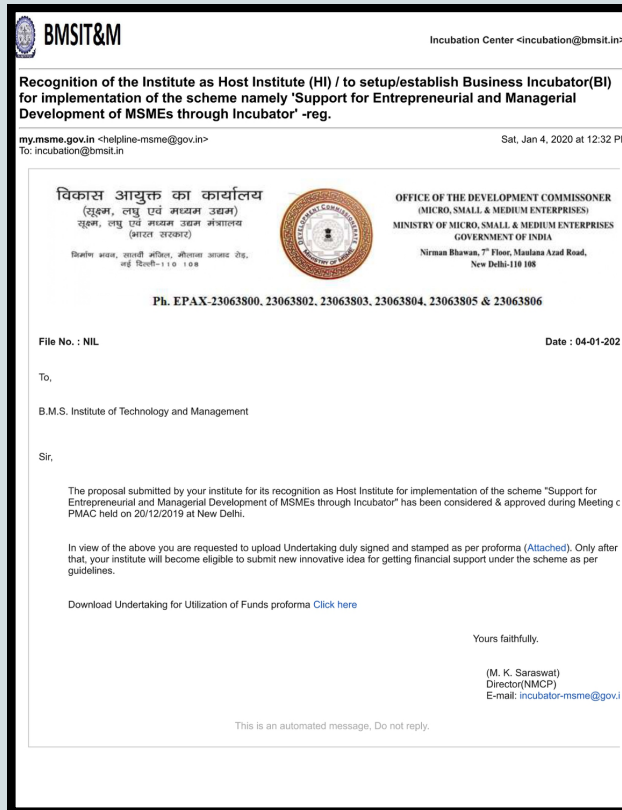 BMSIT&M
Incubation Center <incubation@bmsit.in>
Recognition of the Institute as Host Institute (HI) / to setup/establish Business Incubator(BI)
for implementation of the scheme namely 'Support for Entrepreneurial and Managerial
Development of MSMEs through Incubator' -reg.
my.msme.gov.in <helpline-msme@gov.in>
Sat, Jan 4, 2020 at 12:32 P
To: incubation@bmsit.in
विकास आयुक्त का कार्यालय
(सूक्ष्म, लघु एवं मध्यम उद्यम)
सूक्ष्म, लघु एवं मध्यम उद्यम मंत्रालय
(भारत सरकार)
निर्माण भवन, सातवी मंजिल, मौलाना आजाद रोड,
नई दिल्ली-110 108
OFFICE OF THE DEVELOPMENT COMMISSONER
(MICRO, SMALL & MEDIUM ENTERPRISES)
MINISTRY OF MICRO, SMALL & MEDIUM ENTERPRISES
GOVERNMENT OF INDIA
Nirman Bhawan, 7th Floor, Maulana Azad Road,
New Delhi-110 108
Ph. EPAX-23063800, 23063802, 23063803, 23063804, 23063805 & 23063806
File No. : NIL
Date : 04-01-202
To,
B.M.S. Institute of Technology and Management
Sir,
The proposal submitted by your institute for its recognition as Host Institute for implementation of the scheme "Support for
Entrepreneurial and Managerial Development of MSMEs through Incubator" has been considered & approved during Meeting
PMAC held on 20/12/2019 at New Delhi.
In view of the above you are requested to upload Undertaking duly signed and stamped as per proforma (Attached). Only after
that, your institute will become eligible to submit new innovative idea for getting financial support under the scheme as per
guidelines.
Download Undertaking for Utilization of Funds proforma Click here
Yours faithfully.
(M. K. Saraswat)
Director(NMCP)
E-mail: incubator-msme@gov.i
This is an automated message, Do not reply.